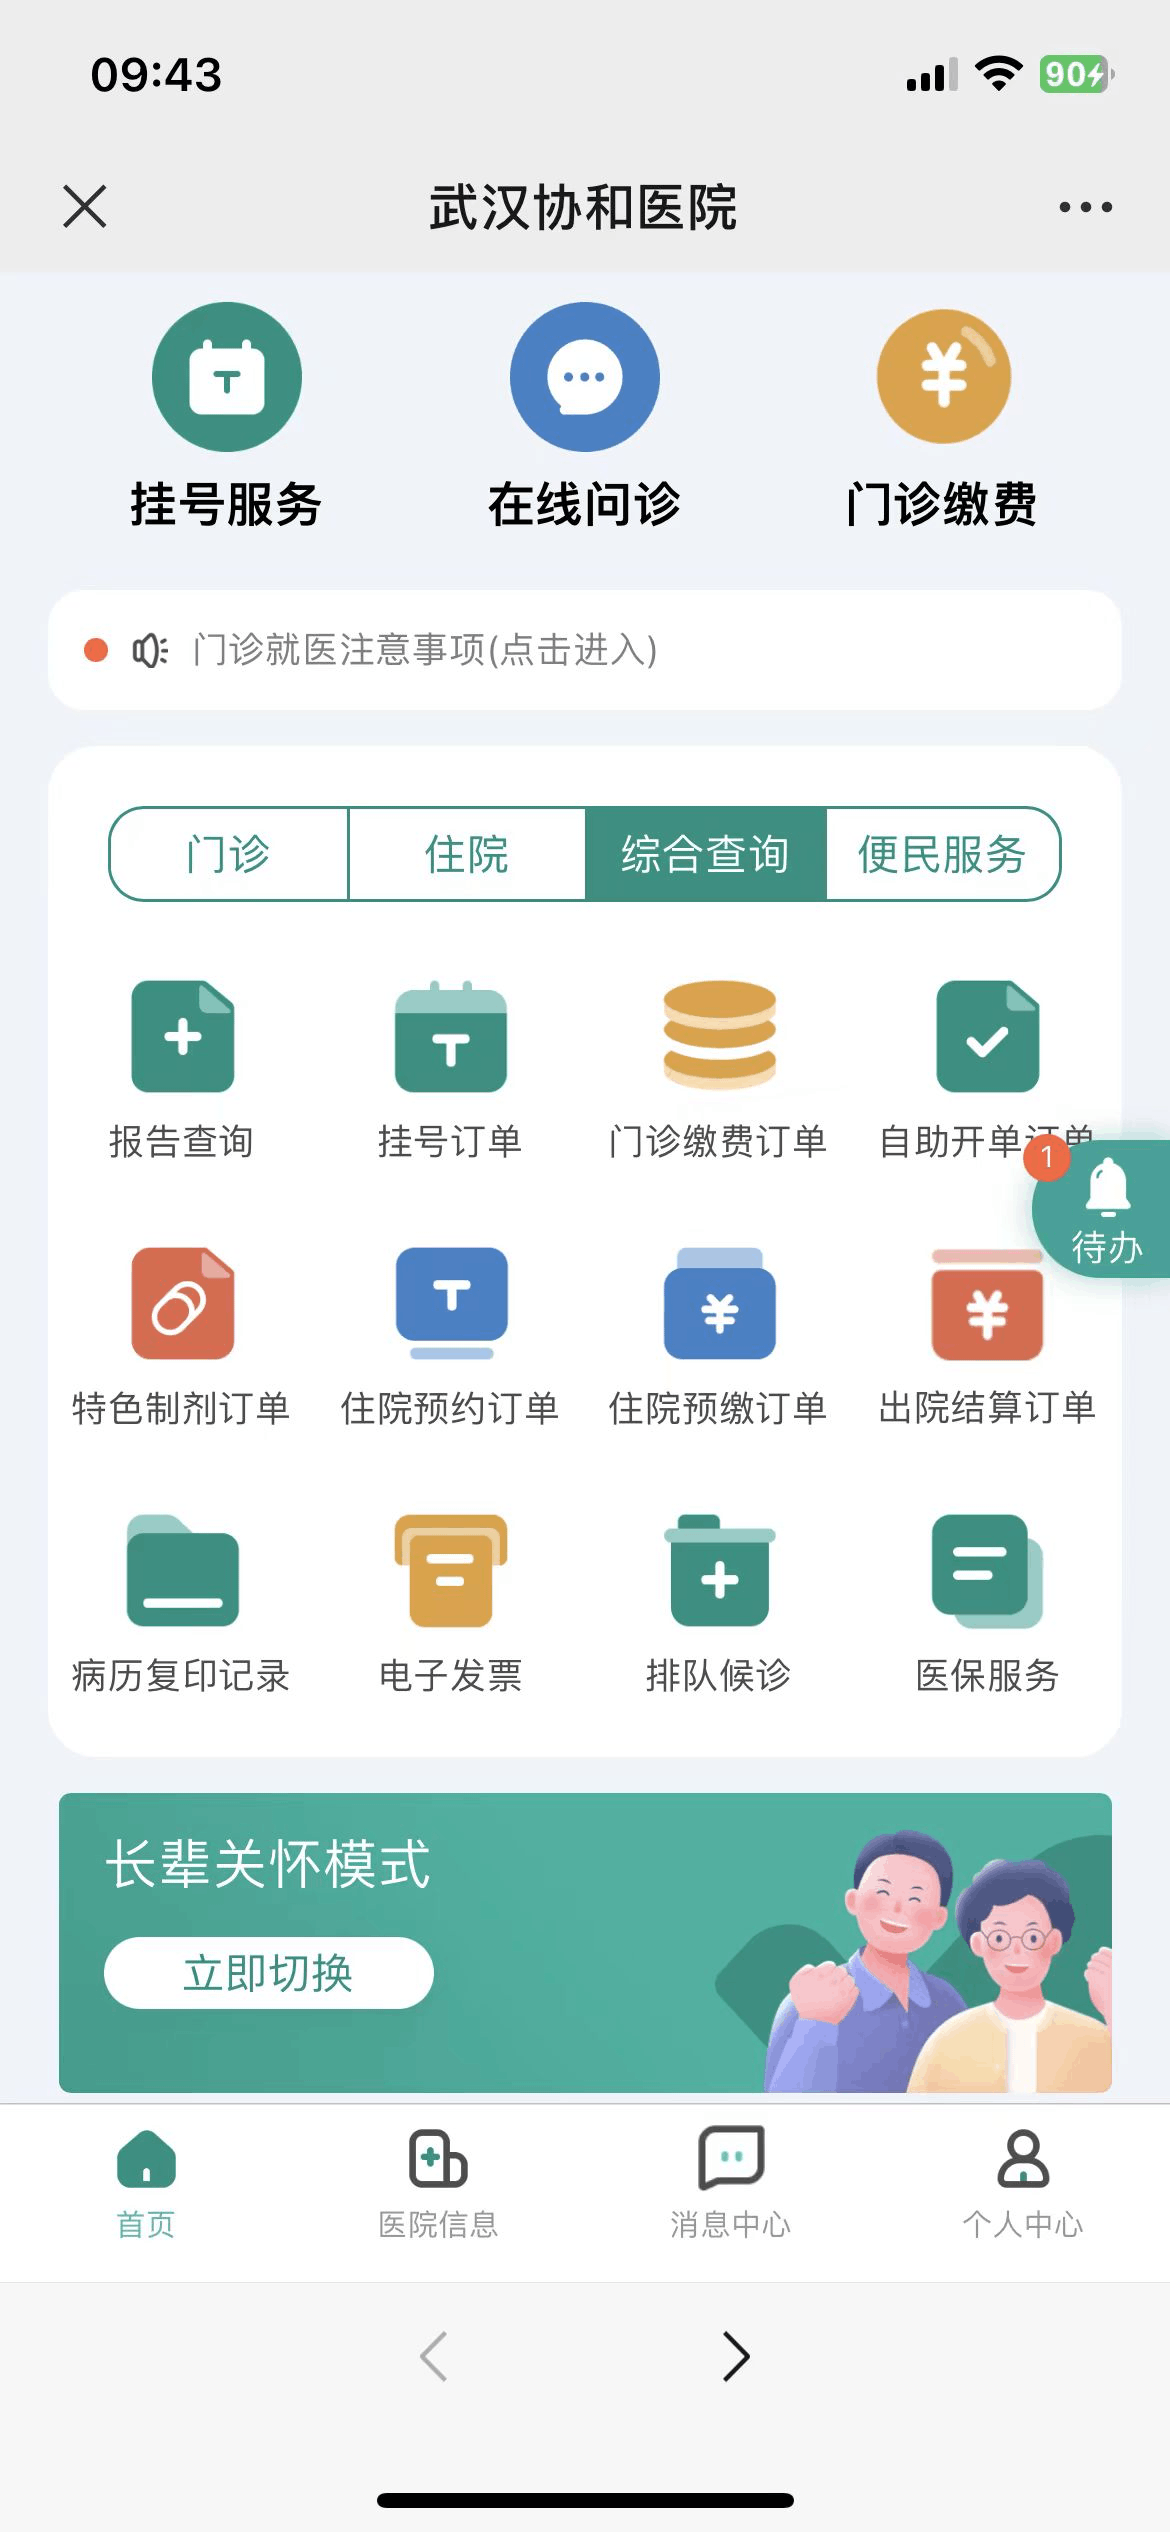 09:43
90
武汉协和医院
挂号服务 在线问诊 门诊缴费
门诊就医注意事项(点击进入)
门诊 住院 综合查询 便民服务
报告查询 挂号订单 门诊缴费订单 自助开单订单
1
待办
特色制剂订单 住院预约订单 住院预缴订单 出院结算订单
病历复印记录 电子发票 排队候诊 医保服务
长辈关怀模式
立即切换
首页 医院信息 消息中心 个人中心